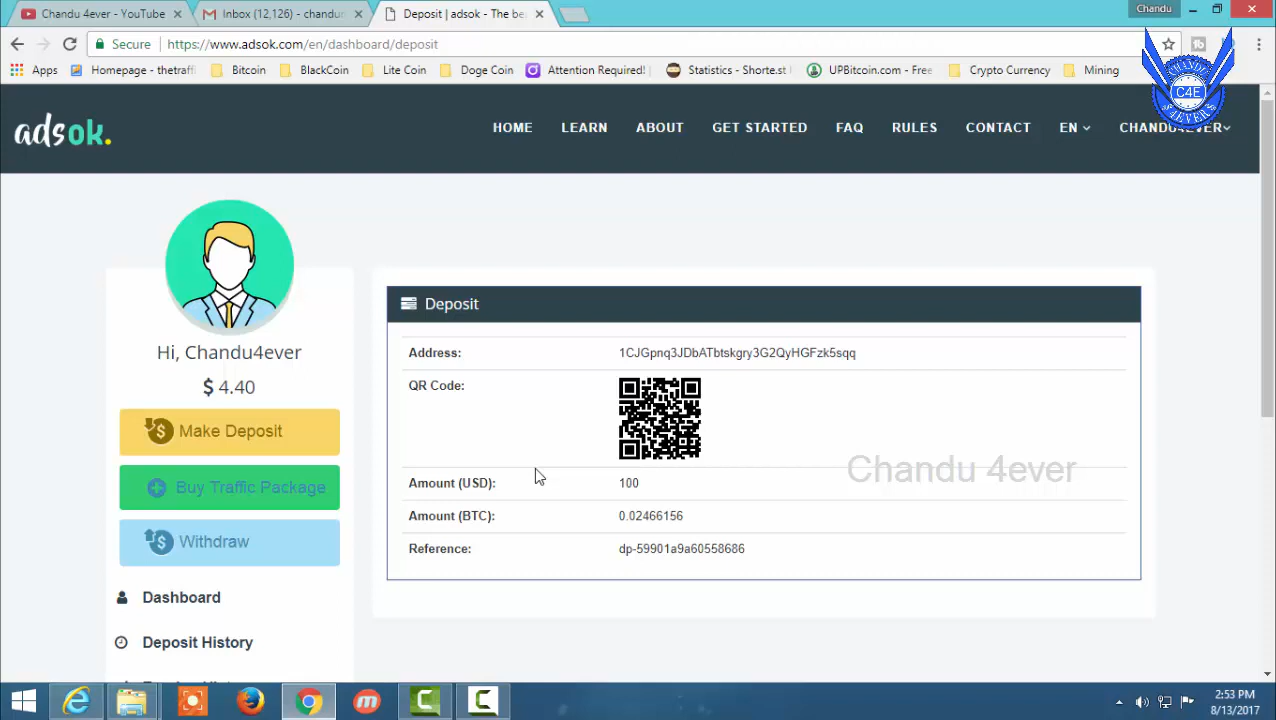 Chandu 4ever - YouTube
Inbox (12,126) - chandu
Deposit | adsok - The be
Chandu
Secure
https://www.adsok.com/en/dashboard/deposit
Apps
Homepage - thetraffi
Bitcoin
BlackCoin
Lite Coin
Doge Coin
Attention Required!
Statistics - Shorte.st
UPBitcoin.com - Free
Crypto Currency
Mining
C4E
adsok.
HOME
LEARN
ABOUT
GET STARTED
FAQ
RULES
CONTACT
EN
CHANDU4EVER
Hi, Chandu4ever
$ 4.40
Make Deposit
Buy Traffic Package
Withdraw
Dashboard
Deposit History
Deposit
Address: 1CJGpnq3JDbATbtskgry3G2QyHGFzk5sqq
QR Code:
Amount (USD): 100
Amount (BTC): 0.02466156
Reference: dp-59901a9a60558686
Chandu 4ever
2:53 PM
8/13/2017